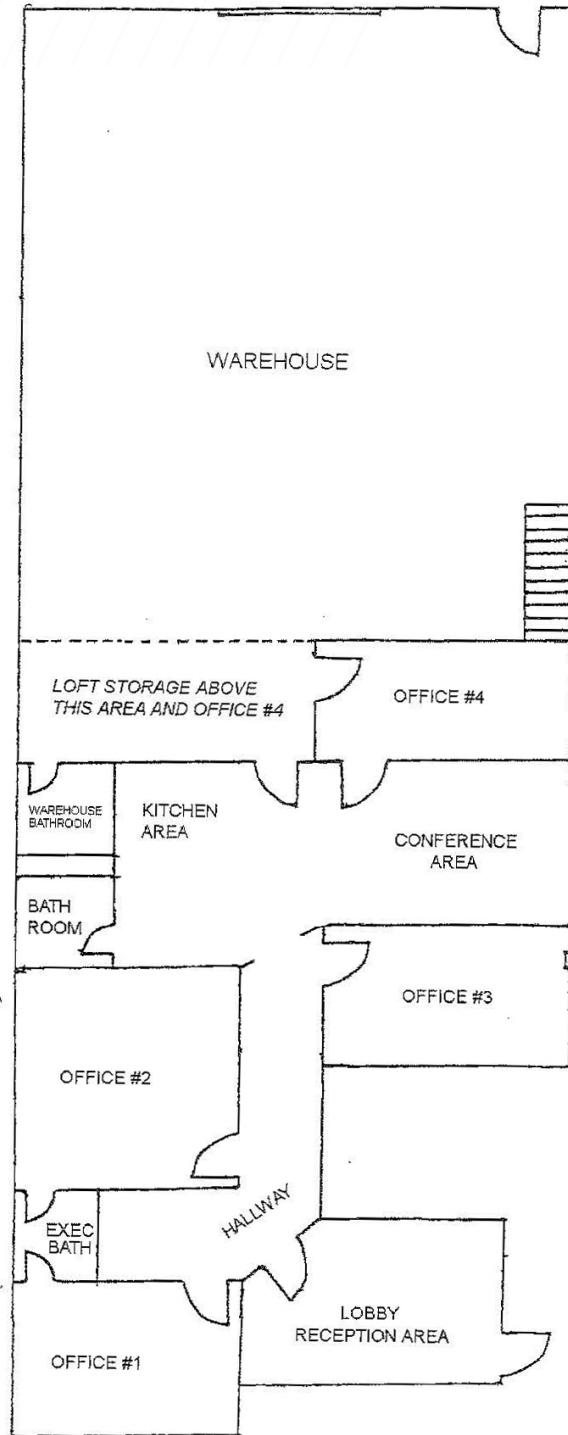 WAREHOUSE
LOFT STORAGE ABOVE
THIS AREA AND OFFICE #4
OFFICE #4
WAREHOUSE
BATHROOM
KITCHEN
AREA
CONFERENCE
AREA
BATH
ROOM
OFFICE #3
OFFICE #2
HALLWAY
EXEC
BATH
LOBBY
RECEPTION AREA
OFFICE #1